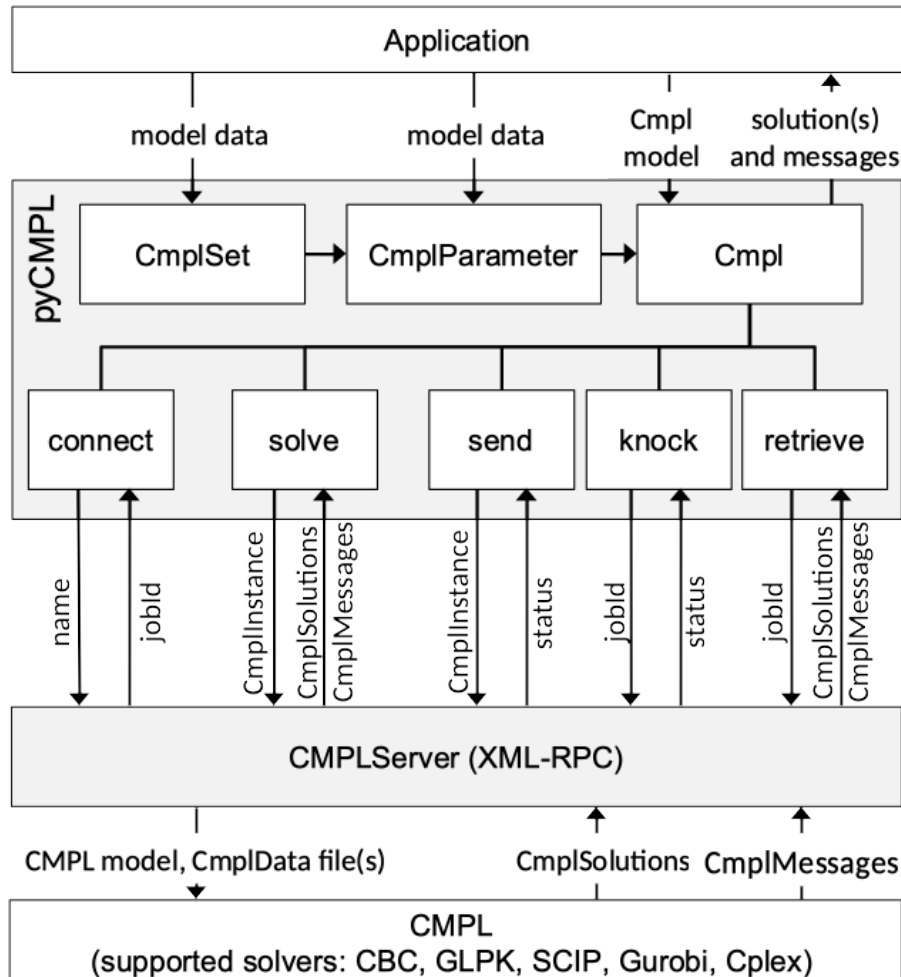 Application
model data
model data
Cmpl
model
solution(s)
and messages
pyCMPL
CmplSet
CmplParameter
Cmpl
connect
solve
send
knock
retrieve
name
jobId
CmplInstance
CmplSolutions
CmplMessages
CmplInstance
status
jobId
status
jobId
CmplSolutions
CmplMessages
CMPLServer (XML-RPC)
CMPL model, CmplData file(s)
CmplSolutions
CmplMessages
CMPL
(supported solvers: CBC, GLPK, SCIP, Gurobi, Cplex)